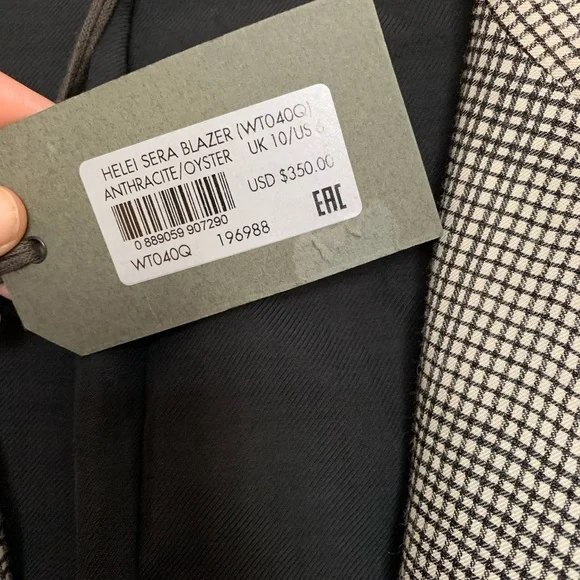 HELEI SERA BLAZER (WT040Q)
ANTHRACITE/OYSTER UK 10/US 6
USD $350.00
0 889059 907290
WT040Q 196988
EAC